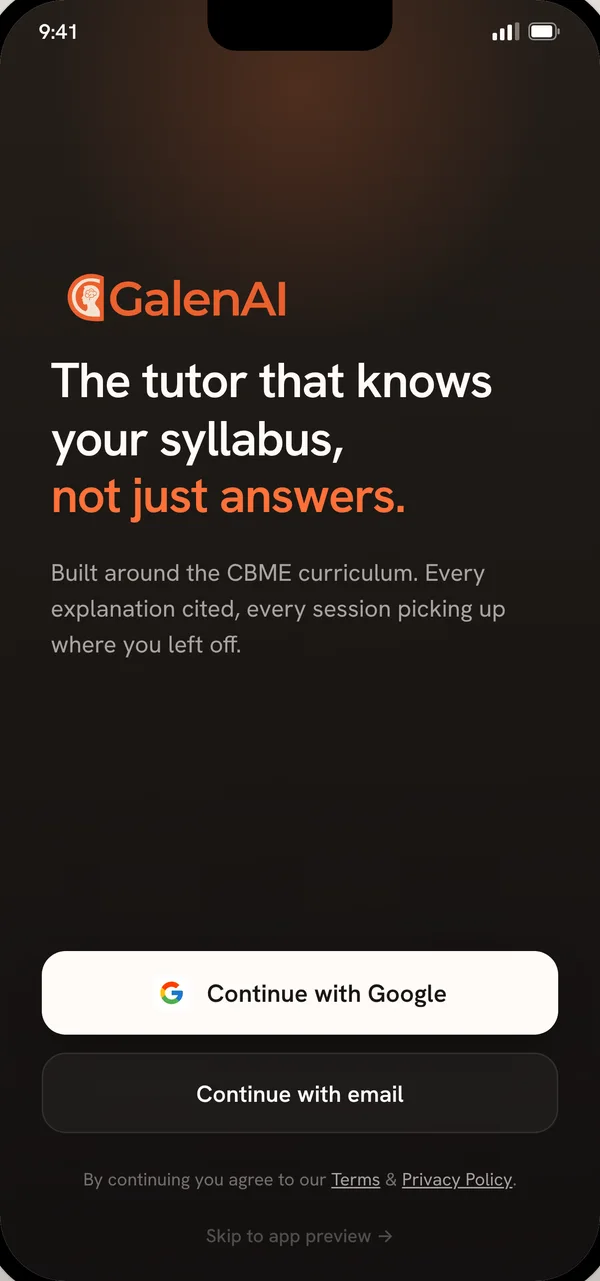 9:41
GalenAI
The tutor that knows
your syllabus,
not just answers.
Built around the CBME curriculum. Every
explanation cited, every session picking up
where you left off.
Continue with Google
Continue with email
By continuing you agree to our Terms & Privacy Policy.
Skip to app preview →